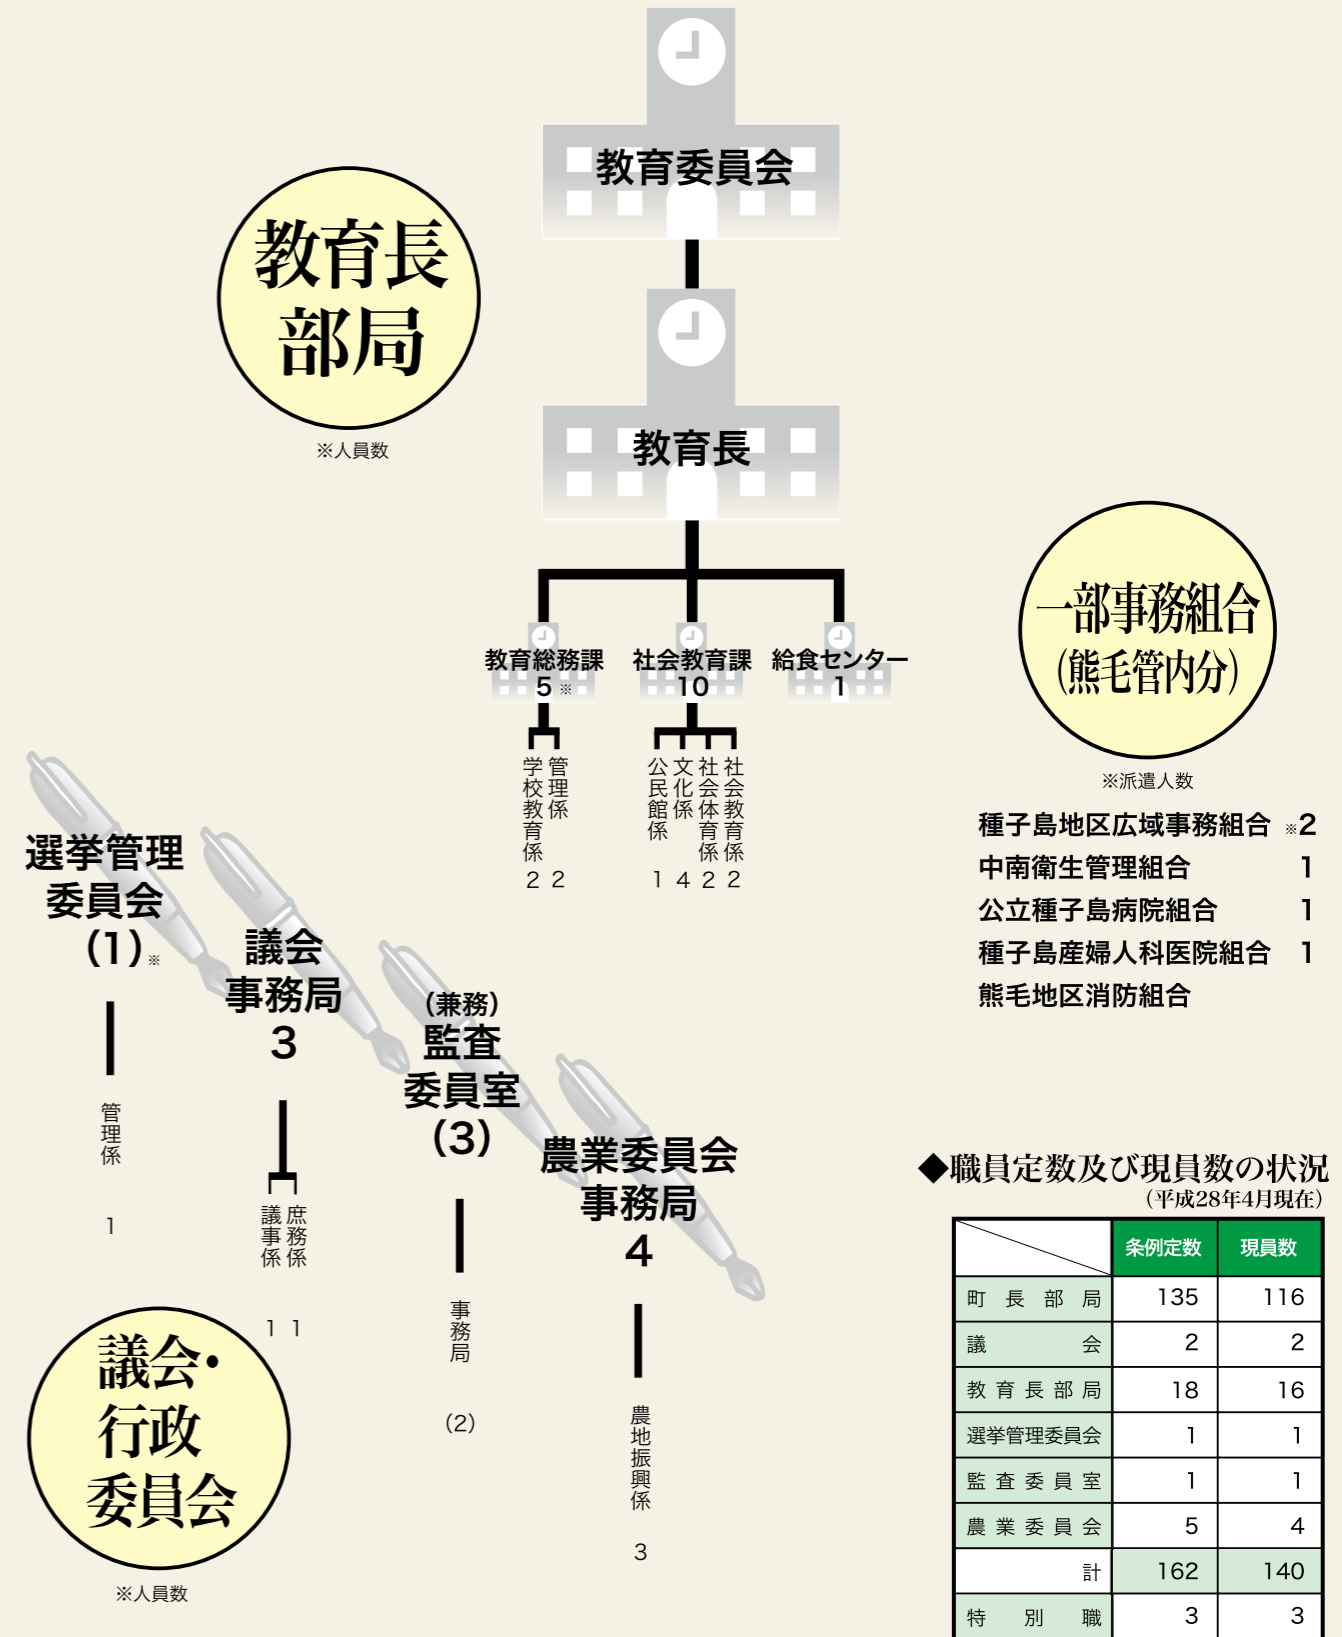 教育委員会
教育長
部局
※人員数
教育長
教育総務課
5 ※
社会教育課
10
給食センター
1
学校教育係
2
管理係
2
公民館係
1
文化係
4
社会体育係
2
社会教育係
2
一部事務組合
(熊毛管内分)
※派遣人数
種子島地区広域事務組合 ※2
中南衛生管理組合 1
公立種子島病院組合 1
種子島産婦人科医院組合 1
熊毛地区消防組合
選挙管理
委員会
(1)※
管理係
1
議会
事務局
3
議事係
1
庶務係
1
(兼務)
監査
委員室
(3)
事務局
(2)
農業委員会
事務局
4
農地振興係
3
議会・
行政
委員会
※人員数
◆職員定数及び現員数の状況
(平成28年4月現在)
条例定数 現員数
町長部局 135 116
議会 2 2
教育長部局 18 16
選挙管理委員会 1 1
監査委員室 1 1
農業委員会 5 4
計 162 140
特別職 3 3